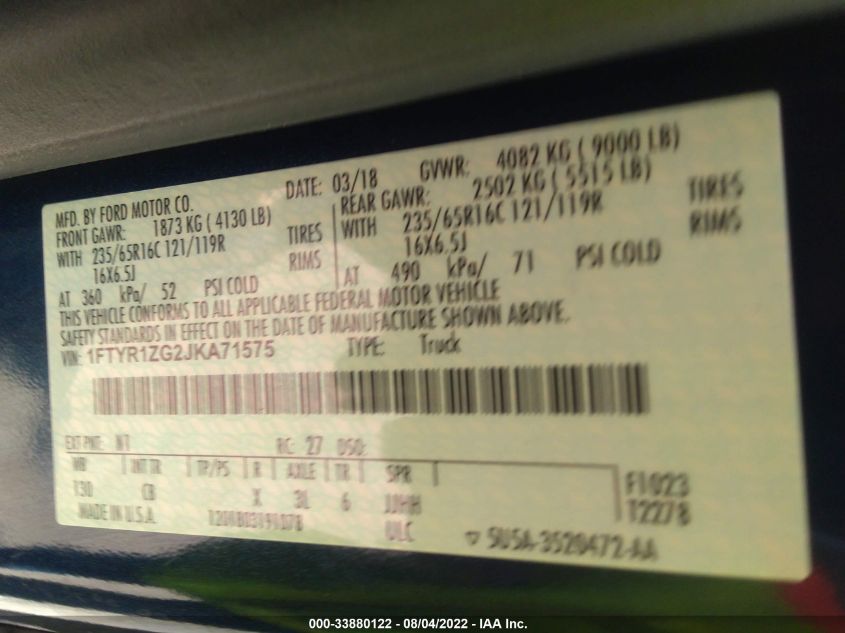 MFD. BY FORD MOTOR CO.
DATE: 03/18 GVWR: 4082 KG ( 9000 LB)
FRONT GAWR: 1873 KG ( 4130 LB)
WITH 235/65R16C 121/119R TIRES
16X6.5J RIMS
AT 360 kPa/ 52 PSI COLD
REAR GAWR: 2502 KG ( 5515 LB)
WITH 235/65R16C 121/119R TIRES
16X6.5J RIMS
AT 490 kPa/ 71 PSI COLD
THIS VEHICLE CONFORMS TO ALL APPLICABLE FEDERAL MOTOR VEHICLE
SAFETY STANDARDS IN EFFECT ON THE DATE OF MANUFACTURE SHOWN ABOVE.
VIN: 1FTYR1ZG2JKA71575 TYPE: Truck
EXT PNT: NT RC: 27 DSO:
WB INT TR TP/PS R AXLE TR SPR
130 CB X 3L 6 JJHH F1023
MADE IN U.S.A. ULC 12278
5U5A-3520472-AA
000-33880122 - 08/04/2022 - IAA Inc.